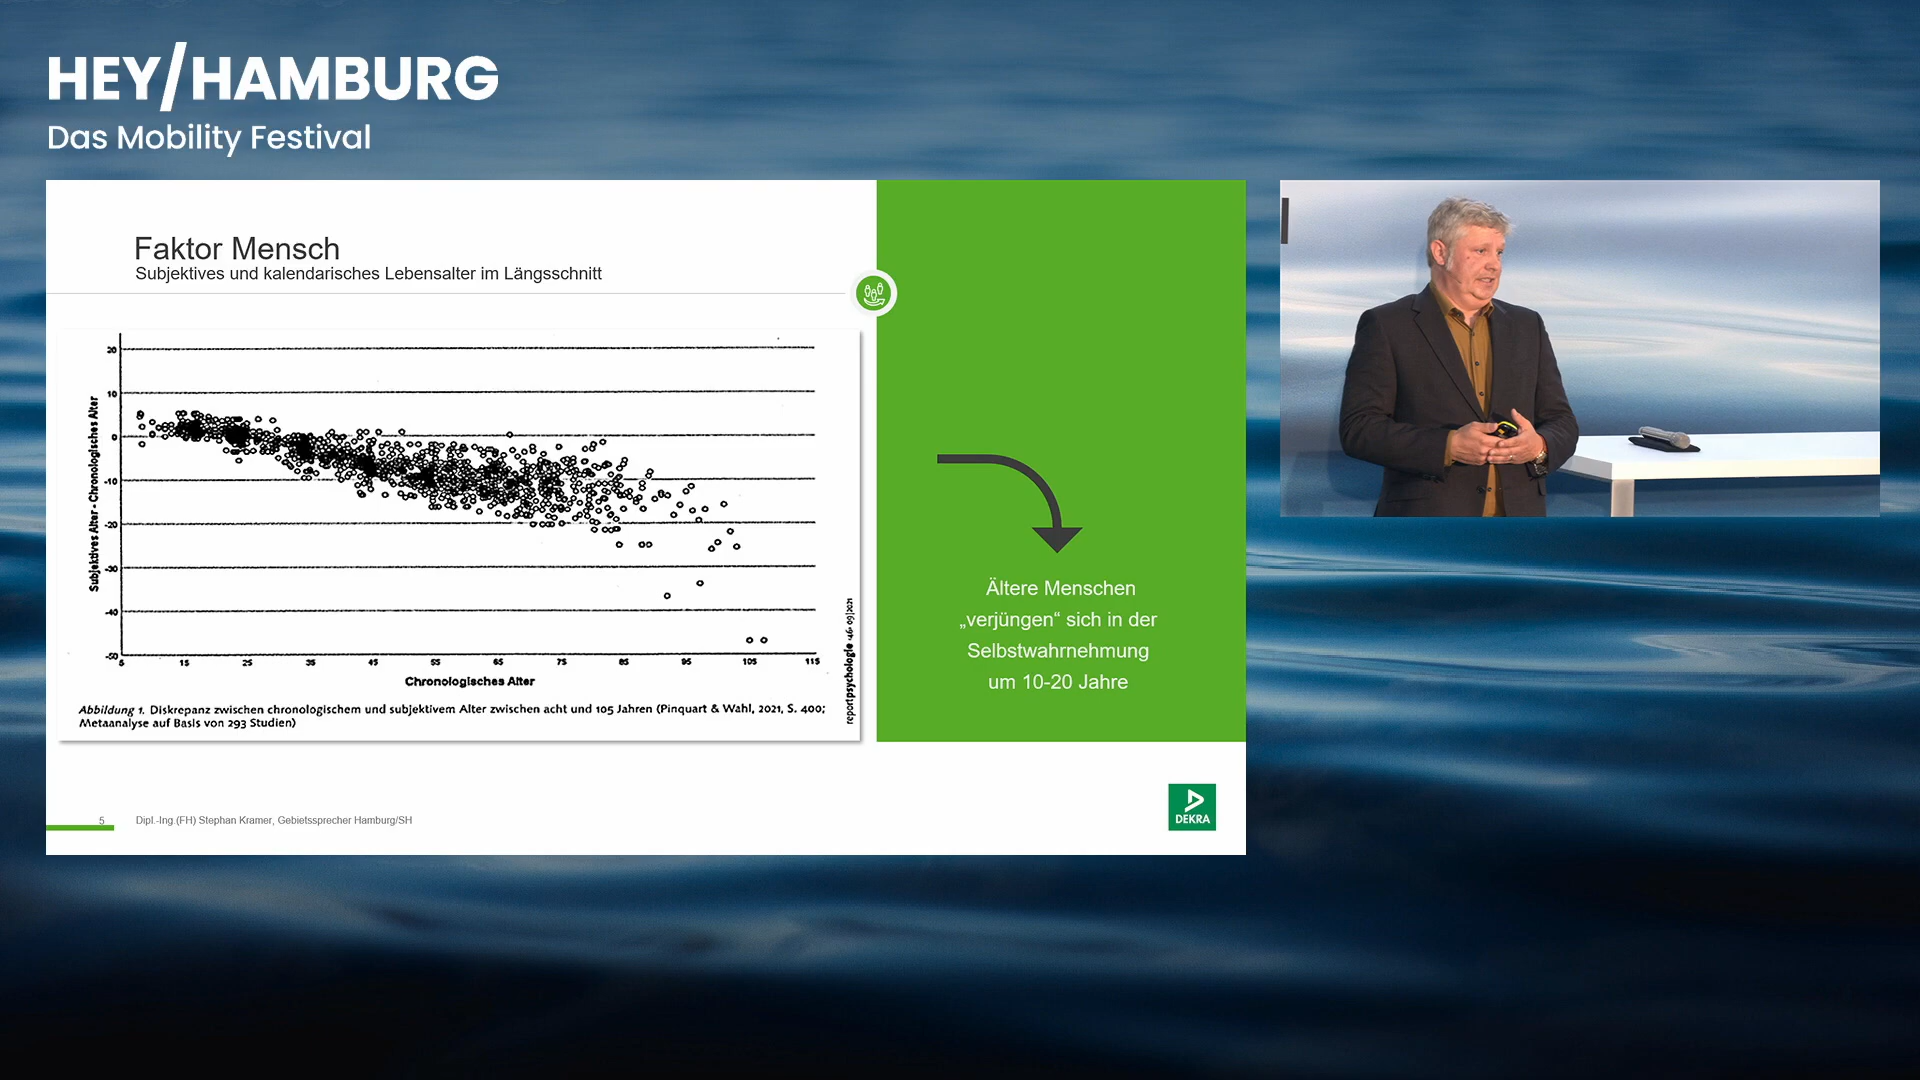 HEY/HAMBURG
Das Mobility Festival
Faktor Mensch
Subjektives und kalendarisches Lebensalter im Längsschnitt
Subjektives Alter - Chronologisches Alter
20
10
0
-10
-20
-30
-40
-50
5 15 25 35 45 55 65 75 85 95 105 115
Chronologisches Alter
reportpsychologie ‹46› 09|2021
Abbildung 1. Diskrepanz zwischen chronologischem und subjektivem Alter zwischen acht und 105 Jahren (Pinquart & Wahl, 2021, S. 400;
Metaanalyse auf Basis von 293 Studien)
Ältere Menschen
„verjüngen“ sich in der
Selbstwahrnehmung
um 10-20 Jahre
5 Dipl.-Ing.(FH) Stephan Kramer, Gebietssprecher Hamburg/SH
DEKRA